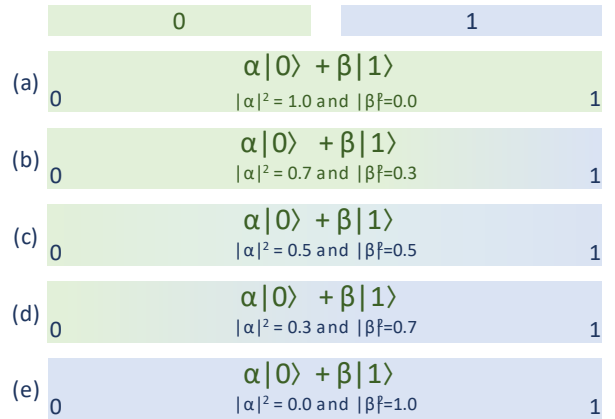 0 1
α|0⟩ + β|1⟩
(a)
0 |α|² = 1.0 and |β|²=0.0 1
α|0⟩ + β|1⟩
(b)
0 |α|² = 0.7 and |β|²=0.3 1
α|0⟩ + β|1⟩
(c)
0 |α|² = 0.5 and |β|²=0.5 1
α|0⟩ + β|1⟩
(d)
0 |α|² = 0.3 and |β|²=0.7 1
α|0⟩ + β|1⟩
(e)
0 |α|² = 0.0 and |β|²=1.0 1